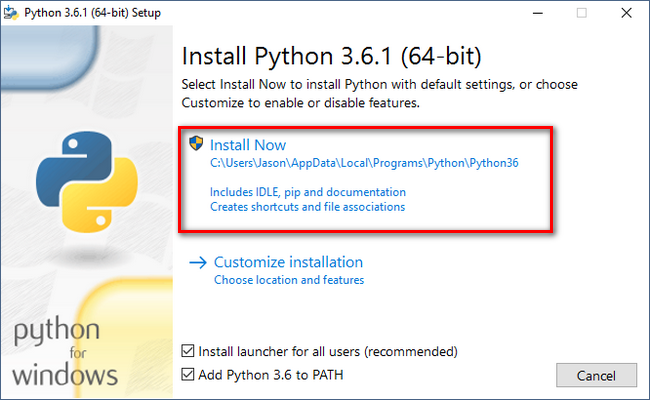 Python 3.6.1 (64-bit) Setup
Install Python 3.6.1 (64-bit)
Select Install Now to install Python with default settings, or choose
Customize to enable or disable features.
Install Now
C:\Users\Jason\AppData\Local\Programs\Python\Python36
Includes IDLE, pip and documentation
Creates shortcuts and file associations
Customize installation
Choose location and features
python
for
windows
Install launcher for all users (recommended)
Add Python 3.6 to PATH
Cancel